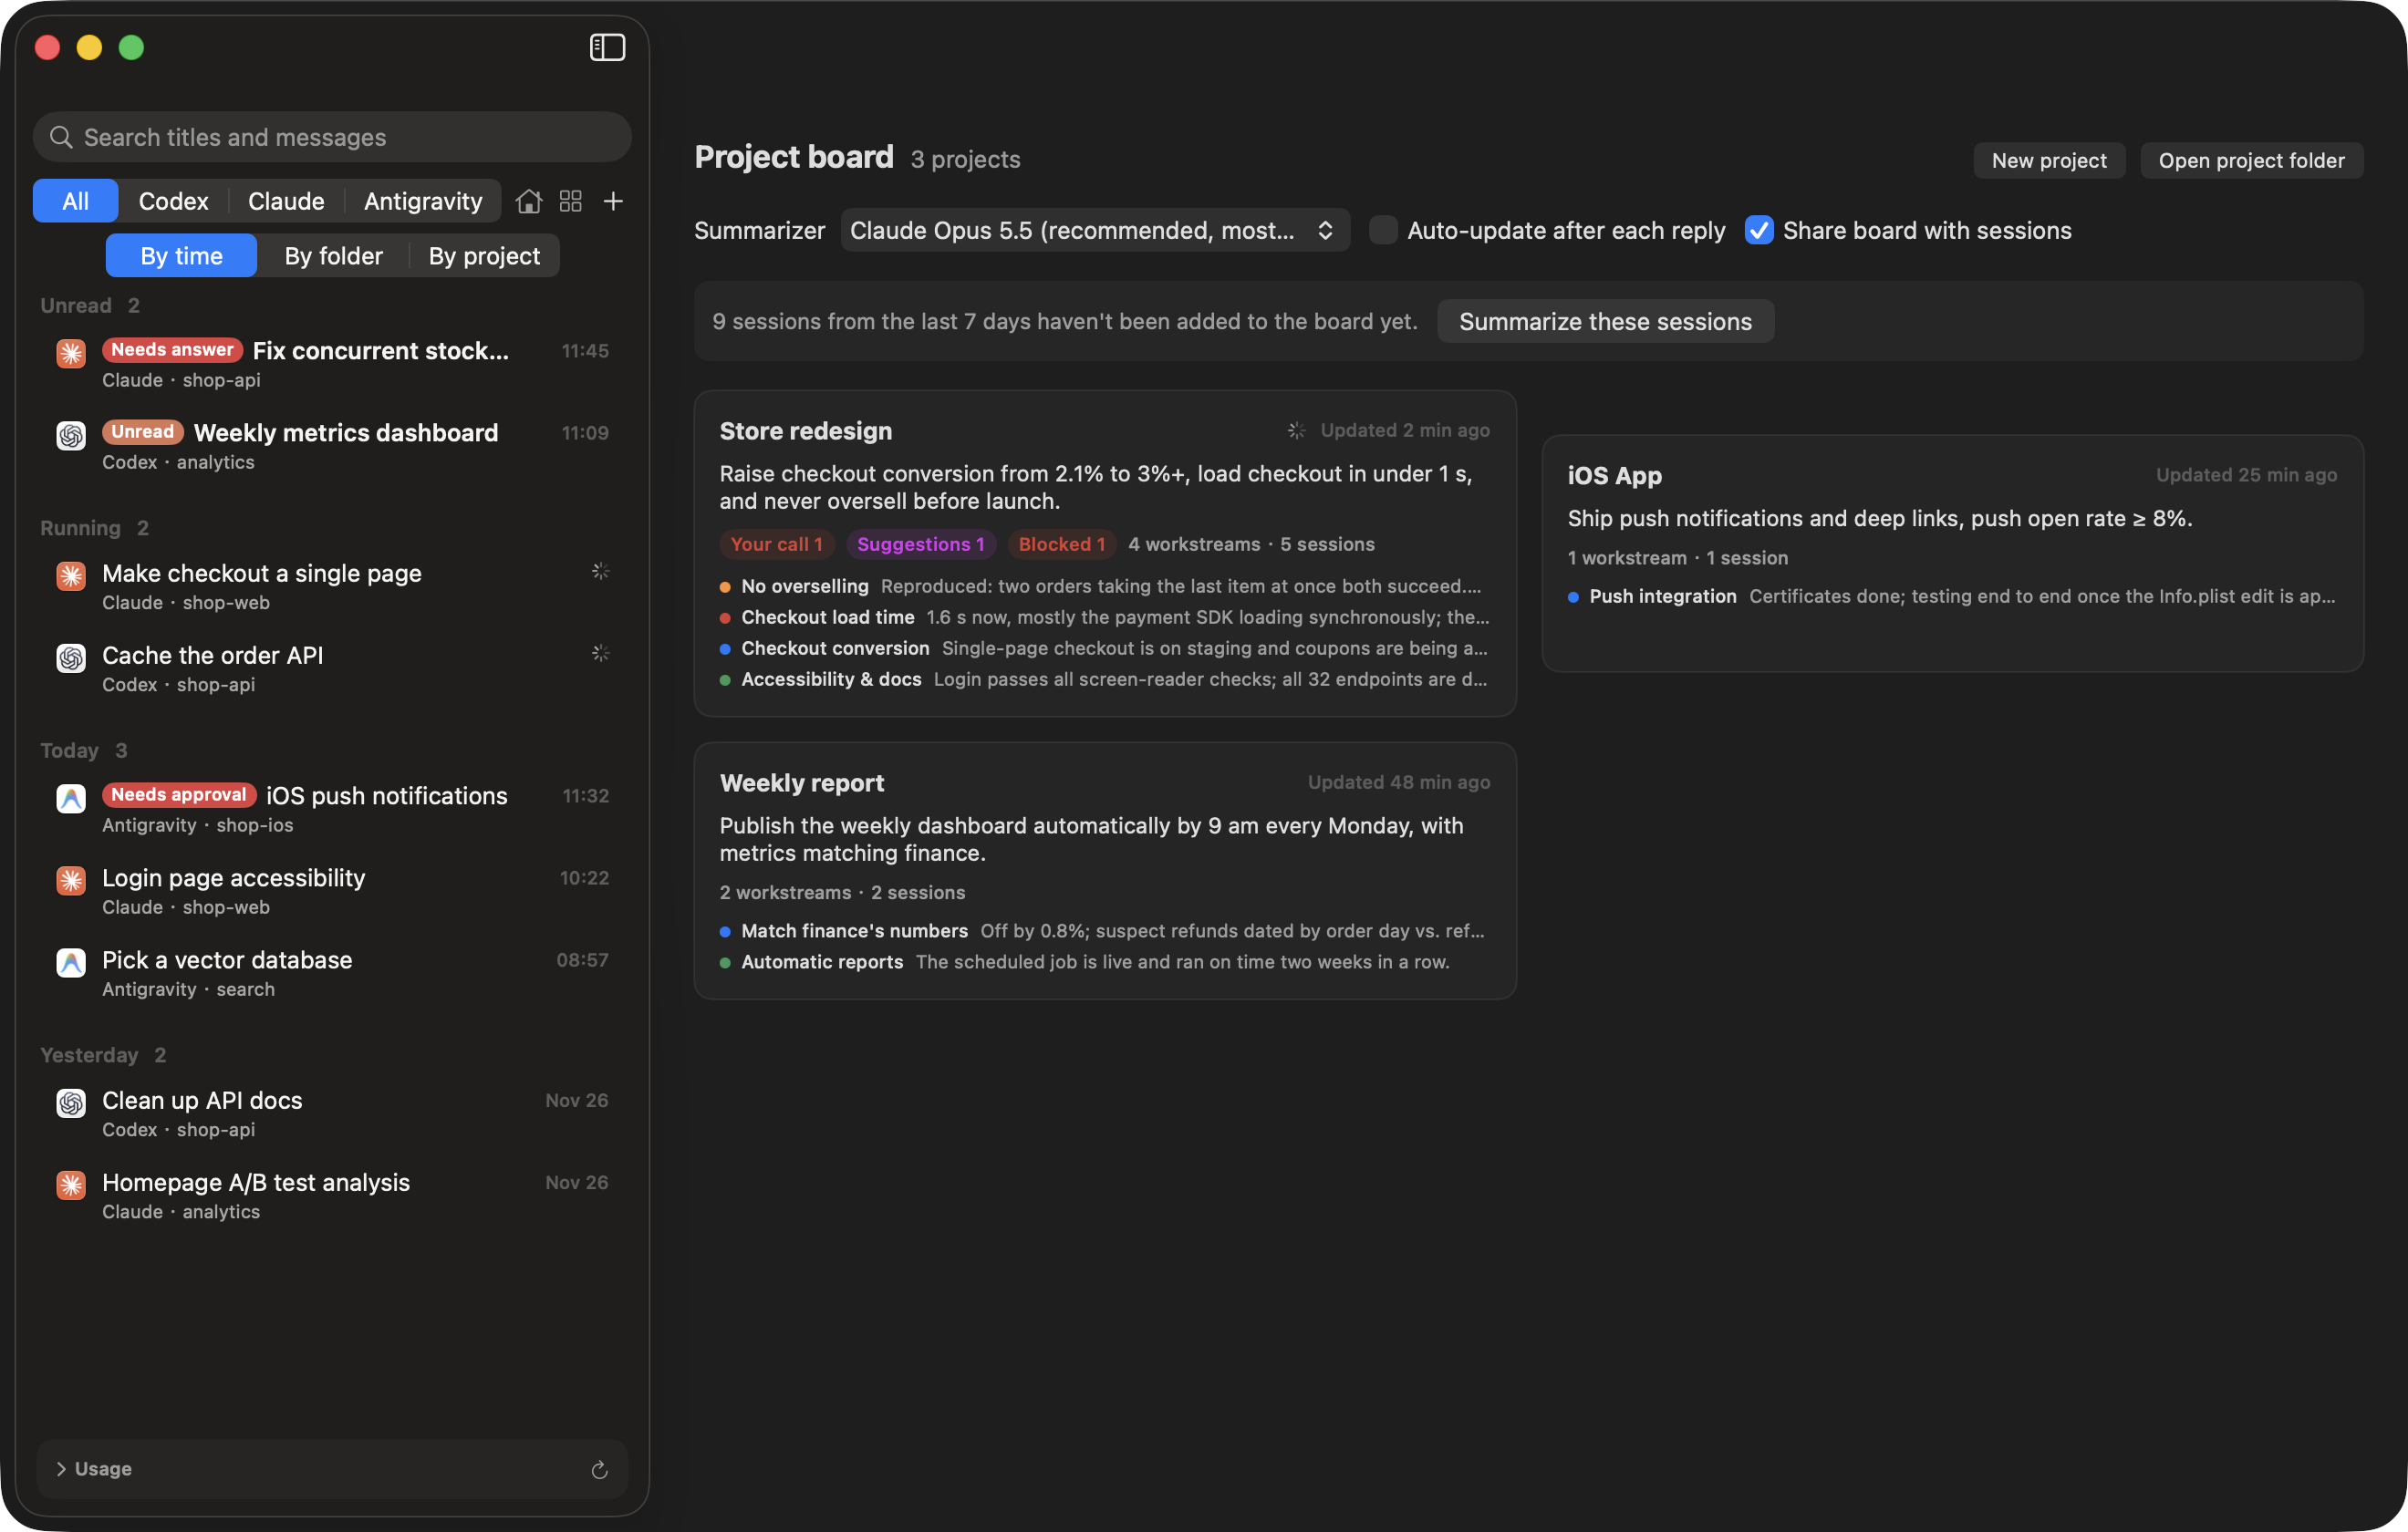 Search titles and messages
All
Codex
Claude
Antigravity
By time
By folder
By project
Unread 2
Needs answer Fix concurrent stock... 11:45
Claude · shop-api
Unread Weekly metrics dashboard 11:09
Codex · analytics
Running 2
Make checkout a single page
Claude · shop-web
Cache the order API
Codex · shop-api
Today 3
Needs approval iOS push notifications 11:32
Antigravity · shop-ios
Login page accessibility 10:22
Claude · shop-web
Pick a vector database 08:57
Antigravity · search
Yesterday 2
Clean up API docs Nov 26
Codex · shop-api
Homepage A/B test analysis Nov 26
Claude · analytics
Usage
Project board 3 projects
New project
Open project folder
Summarizer Claude Opus 5.5 (recommended, most... Auto-update after each reply Share board with sessions
9 sessions from the last 7 days haven't been added to the board yet. Summarize these sessions
Store redesign Updated 2 min ago
Raise checkout conversion from 2.1% to 3%+, load checkout in under 1 s,
and never oversell before launch.
Your call 1 Suggestions 1 Blocked 1 4 workstreams · 5 sessions
No overselling Reproduced: two orders taking the last item at once both succeed....
Checkout load time 1.6 s now, mostly the payment SDK loading synchronously; the...
Checkout conversion Single-page checkout is on staging and coupons are being a...
Accessibility & docs Login passes all screen-reader checks; all 32 endpoints are d...
iOS App Updated 25 min ago
Ship push notifications and deep links, push open rate ≥ 8%.
1 workstream · 1 session
Push integration Certificates done; testing end to end once the Info.plist edit is ap...
Weekly report Updated 48 min ago
Publish the weekly dashboard automatically by 9 am every Monday, with
metrics matching finance.
2 workstreams · 2 sessions
Match finance's numbers Off by 0.8%; suspect refunds dated by order day vs. ref...
Automatic reports The scheduled job is live and ran on time two weeks in a row.